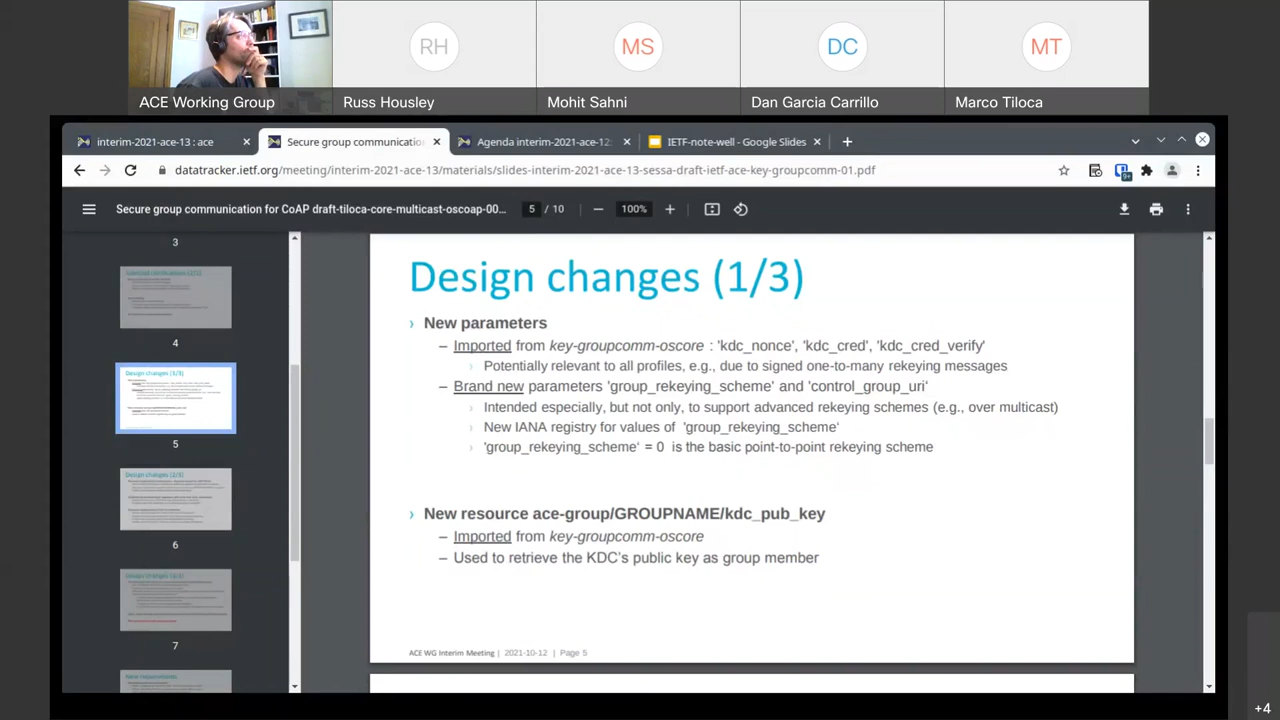 RH
MS
DC
MT
ACE Working Group
Russ Housley
Mohit Sahni
Dan Garcia Carrillo
Marco Tiloca
interim-2021-ace-13 : ace
Secure group communicatio
Agenda interim-2021-ace-12:
IETF-note-well - Google Slides
datatracker.ietf.org/meeting/interim-2021-ace-13/materials/slides-interim-2021-ace-13-sessa-draft-ietf-ace-key-groupcomm-01.pdf
9+
Secure group communication for CoAP draft-tiloca-core-multicast-oscoap-00...
5 / 10
100%
3
4
5
6
7
Design changes (1/3)
› New parameters
– Imported from key-groupcomm-oscore : 'kdc_nonce', 'kdc_cred', 'kdc_cred_verify'
› Potentially relevant to all profiles, e.g., due to signed one-to-many rekeying messages
– Brand new parameters 'group_rekeying_scheme' and 'control_group_uri'
› Intended especially, but not only, to support advanced rekeying schemes (e.g., over multicast)
› New IANA registry for values of 'group_rekeying_scheme'
› 'group_rekeying_scheme' = 0 is the basic point-to-point rekeying scheme
› New resource ace-group/GROUPNAME/kdc_pub_key
– Imported from key-groupcomm-oscore
– Used to retrieve the KDC's public key as group member
ACE WG Interim Meeting | 2021-10-12 | Page 5
+4